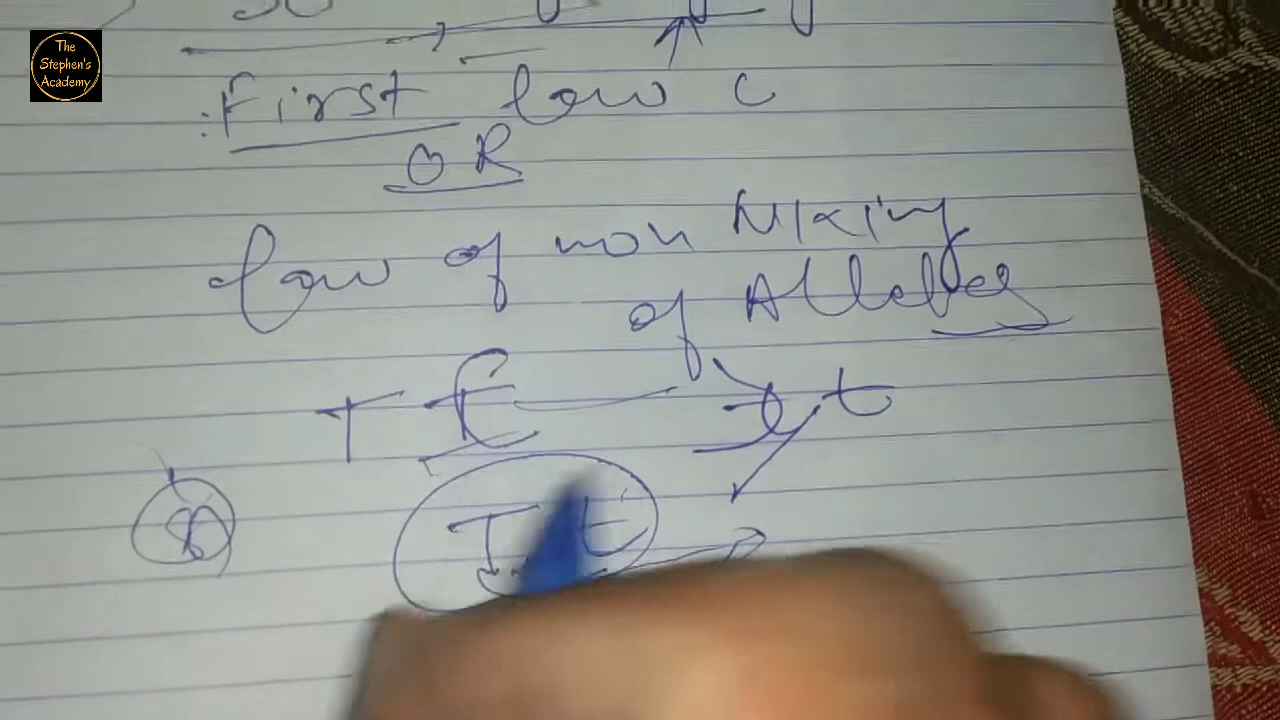 The
Stephen's
Academy
First law
OR
law of non Mixing
of Alleles
T t
t
T t